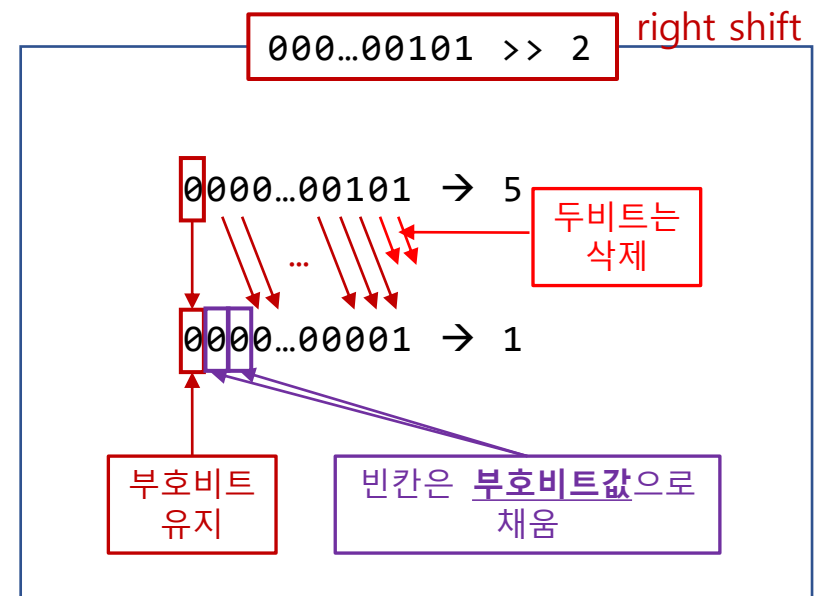 right shift
000…00101 >> 2
0000…00101 → 5
두비트는
삭제
…
0000…00001 → 1
부호비트
유지
빈칸은 부호비트값으로
채움